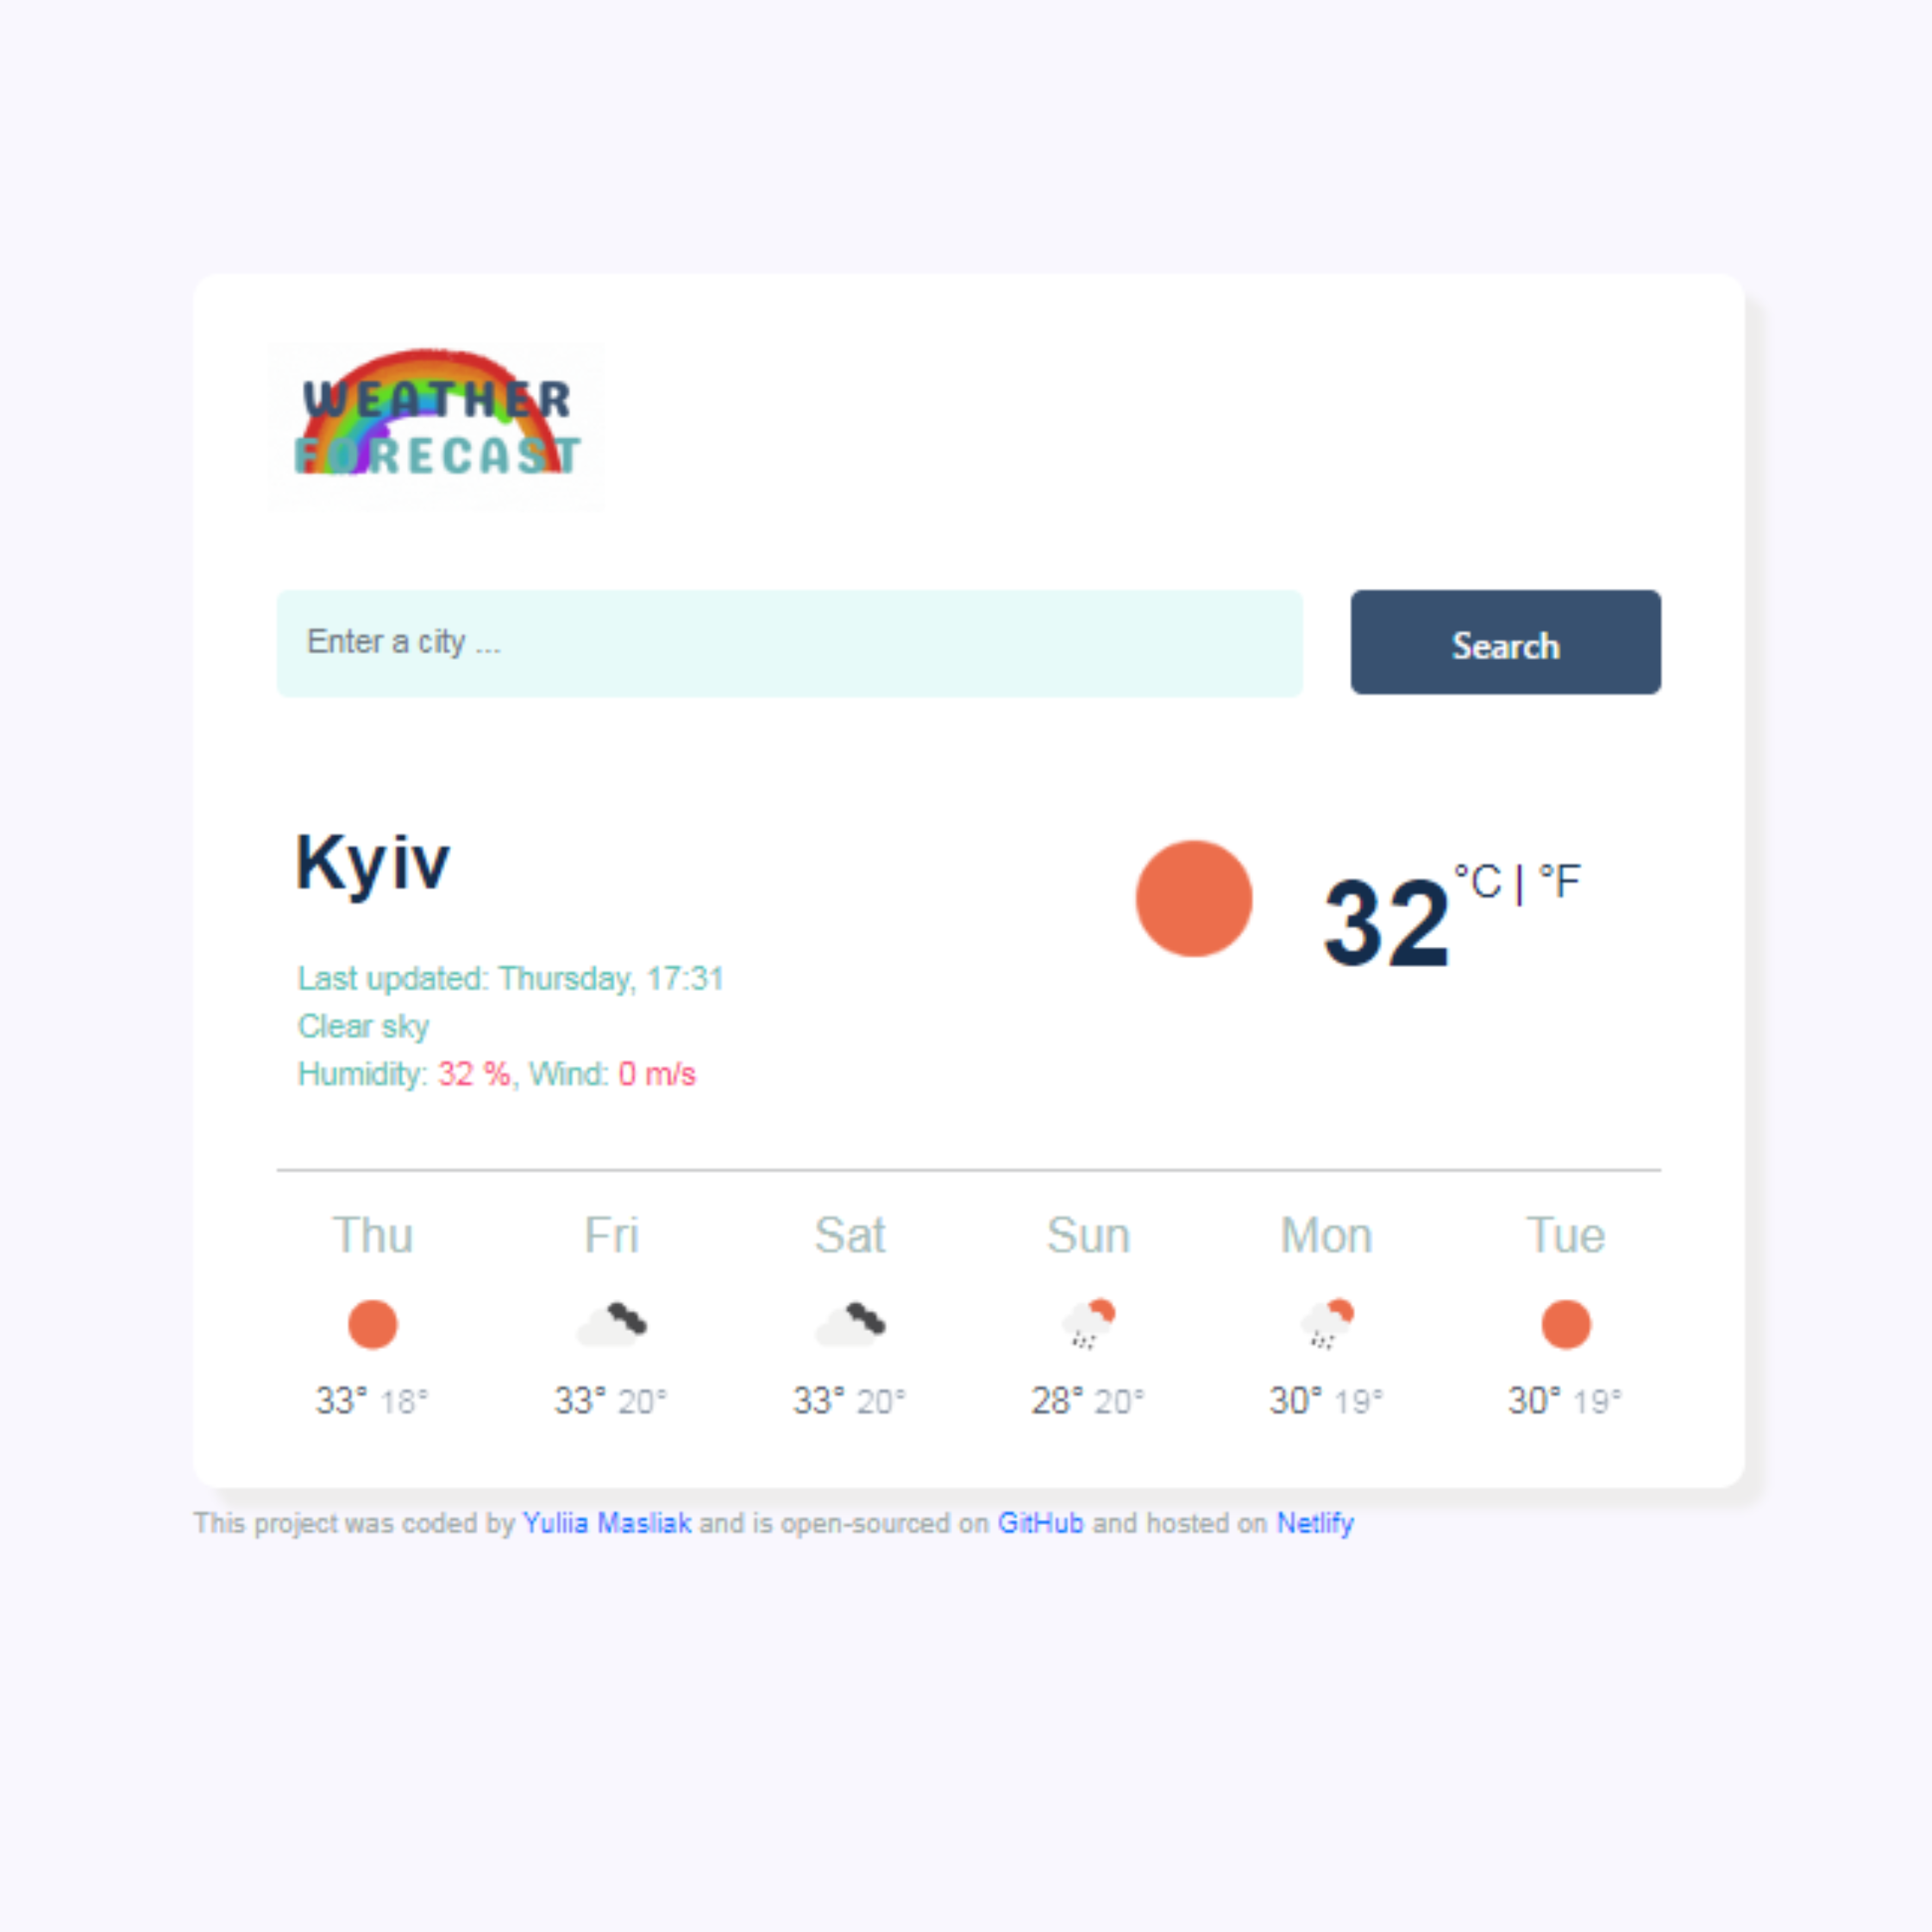 WEATHER
FORECAST
Enter a city ...
Search
Kyiv
32 °C | °F
Last updated: Thursday, 17:31
Clear sky
Humidity: 32 %, Wind: 0 m/s
Thu Fri Sat Sun Mon Tue
33° 18° 33° 20° 33° 20° 28° 20° 30° 19° 30° 19°
This project was coded by Yuliia Masliak and is open-sourced on GitHub and hosted on Netlify